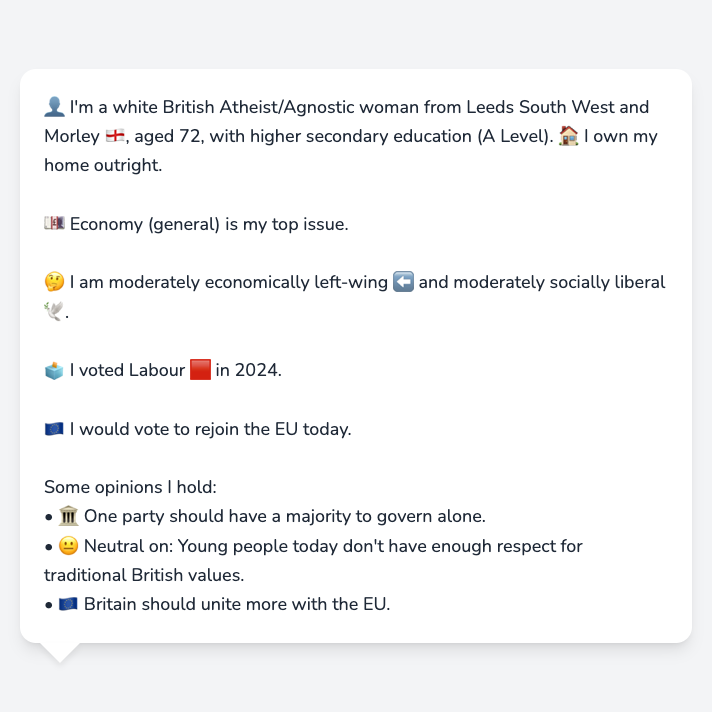 👤 I'm a white British Atheist/Agnostic woman from Leeds South West and
Morley 🏴󠁧󠁢󠁥󠁮󠁧󠁿, aged 72, with higher secondary education (A Level). 🏠 I own my
home outright.
💷 Economy (general) is my top issue.
🤔 I am moderately economically left-wing ⬅️ and moderately socially liberal
🕊️.
🗳️ I voted Labour 🟥 in 2024.
🇪🇺 I would vote to rejoin the EU today.
Some opinions I hold:
• 🏛️ One party should have a majority to govern alone.
• 😐 Neutral on: Young people today don't have enough respect for
traditional British values.
• 🇪🇺 Britain should unite more with the EU.